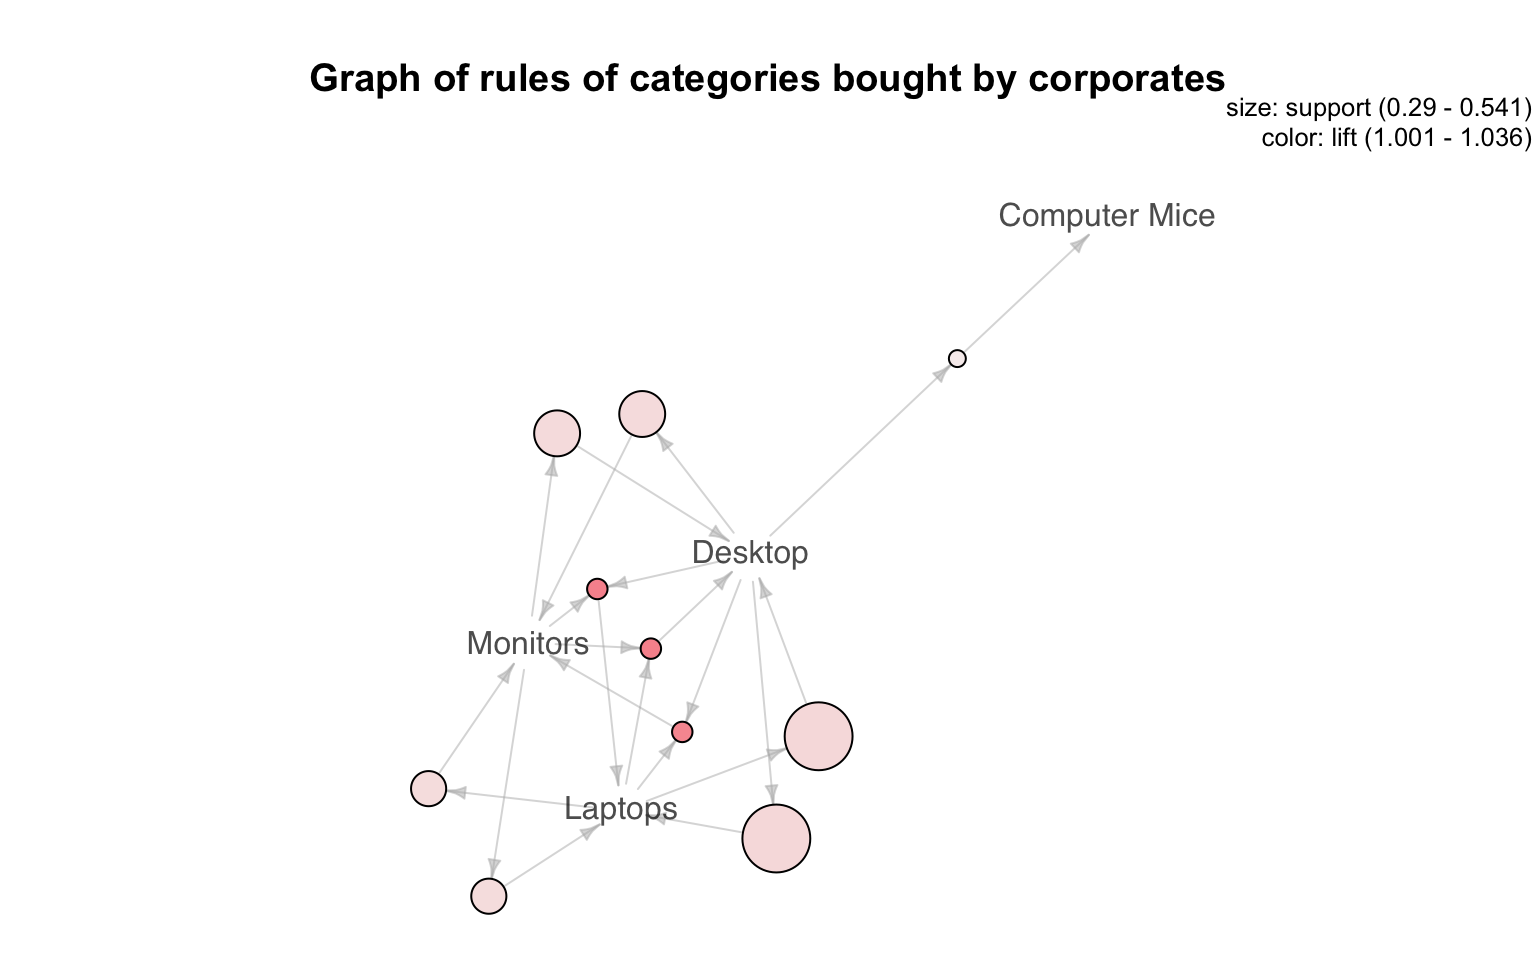 Graph of rules of categories bought by corporates
size: support (0.29 - 0.541)
color: lift (1.001 - 1.036)
Computer Mice
Desktop
Monitors
Laptops